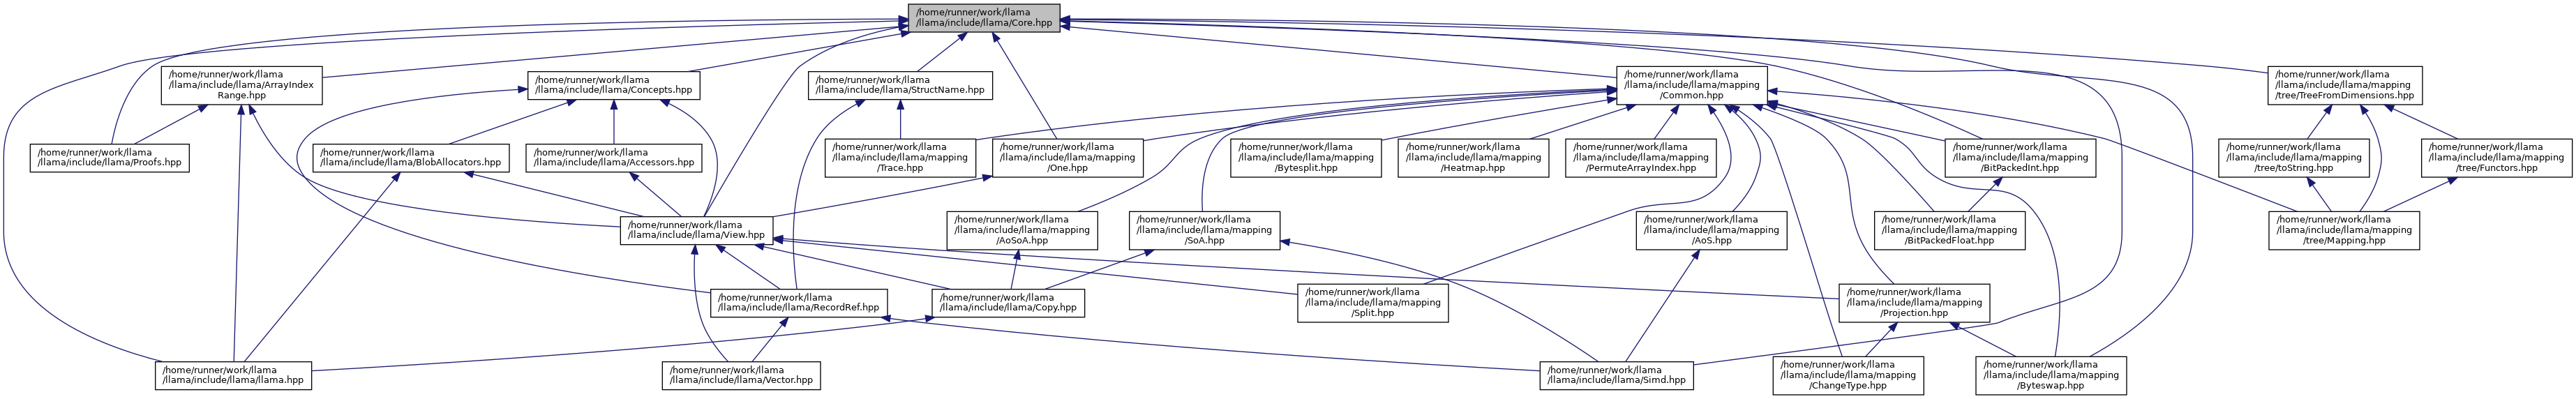 /home/runner/work/llama
/llama/include/llama/Core.hpp
/home/runner/work/llama
/llama/include/llama/ArrayIndex
Range.hpp
/home/runner/work/llama
/llama/include/llama/Concepts.hpp
/home/runner/work/llama
/llama/include/llama/StructName.hpp
/home/runner/work/llama
/llama/include/llama/mapping
/Common.hpp
/home/runner/work/llama
/llama/include/llama/mapping
/tree/TreeFromDimensions.hpp
/home/runner/work/llama
/llama/include/llama/Proofs.hpp
/home/runner/work/llama
/llama/include/llama/BlobAllocators.hpp
/home/runner/work/llama
/llama/include/llama/Accessors.hpp
/home/runner/work/llama
/llama/include/llama/mapping
/Trace.hpp
/home/runner/work/llama
/llama/include/llama/mapping
/One.hpp
/home/runner/work/llama
/llama/include/llama/mapping
/Bytesplit.hpp
/home/runner/work/llama
/llama/include/llama/mapping
/Heatmap.hpp
/home/runner/work/llama
/llama/include/llama/mapping
/PermuteArrayIndex.hpp
/home/runner/work/llama
/llama/include/llama/mapping
/BitPackedInt.hpp
/home/runner/work/llama
/llama/include/llama/mapping
/tree/toString.hpp
/home/runner/work/llama
/llama/include/llama/mapping
/tree/Functors.hpp
/home/runner/work/llama
/llama/include/llama/View.hpp
/home/runner/work/llama
/llama/include/llama/mapping
/AoSoA.hpp
/home/runner/work/llama
/llama/include/llama/mapping
/SoA.hpp
/home/runner/work/llama
/llama/include/llama/mapping
/AoS.hpp
/home/runner/work/llama
/llama/include/llama/mapping
/BitPackedFloat.hpp
/home/runner/work/llama
/llama/include/llama/mapping
/tree/Mapping.hpp
/home/runner/work/llama
/llama/include/llama/RecordRef.hpp
/home/runner/work/llama
/llama/include/llama/Copy.hpp
/home/runner/work/llama
/llama/include/llama/mapping
/Split.hpp
/home/runner/work/llama
/llama/include/llama/mapping
/Projection.hpp
/home/runner/work/llama
/llama/include/llama/llama.hpp
/home/runner/work/llama
/llama/include/llama/Vector.hpp
/home/runner/work/llama
/llama/include/llama/Simd.hpp
/home/runner/work/llama
/llama/include/llama/mapping
/ChangeType.hpp
/home/runner/work/llama
/llama/include/llama/mapping
/Byteswap.hpp